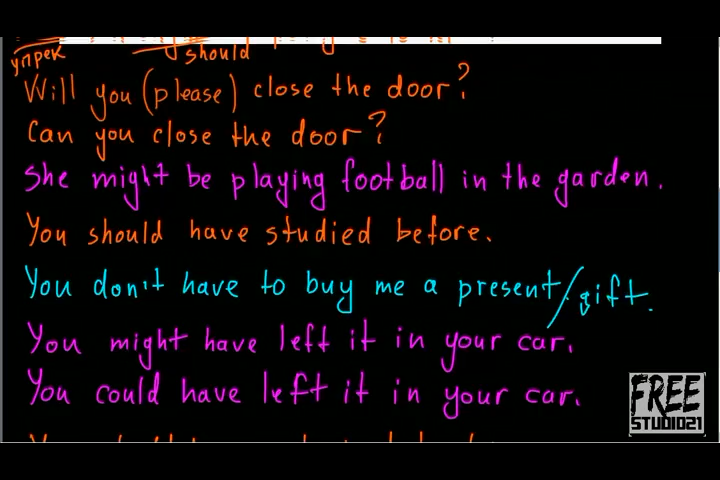 упрек should
Will you (please) close the door?
Can you close the door?
She might be playing football in the garden.
You should have studied before.
You don't have to buy me a present/gift.
You might have left it in your car.
You could have left it in your car.
FREE
STUDIO21